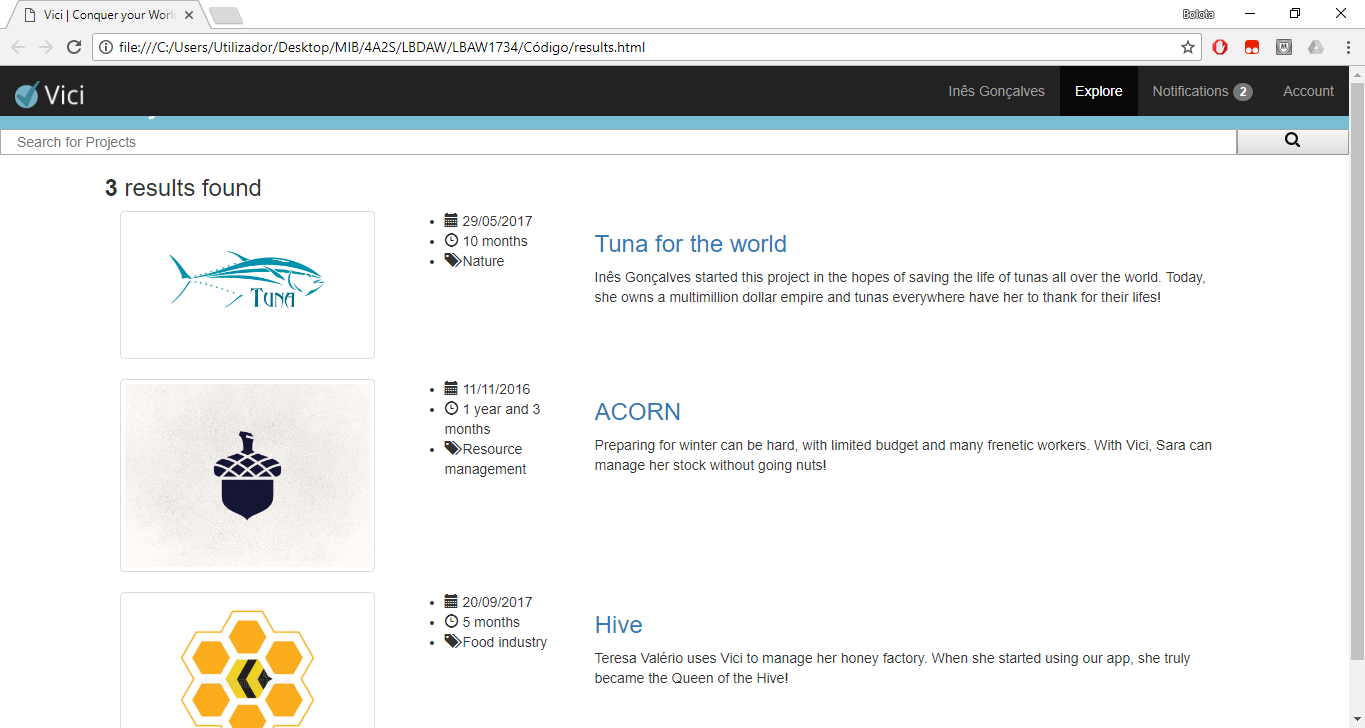 Vici | Conquer your Worl
Bolota
file:///C:/Users/Utilizador/Desktop/MIB/4A2S/LBDAW/LBAW1734/Código/results.html
Vici
Inês Gonçalves
Explore
Notifications 2
Account
Search for Projects
3 results found
TUNA
29/05/2017
10 months
Nature
Tuna for the world
Inês Gonçalves started this project in the hopes of saving the life of tunas all over the world. Today,
she owns a multimillion dollar empire and tunas everywhere have her to thank for their lifes!
11/11/2016
1 year and 3
months
Resource
management
ACORN
Preparing for winter can be hard, with limited budget and many frenetic workers. With Vici, Sara can
manage her stock without going nuts!
20/09/2017
5 months
Food industry
Hive
Teresa Valério uses Vici to manage her honey factory. When she started using our app, she truly
became the Queen of the Hive!